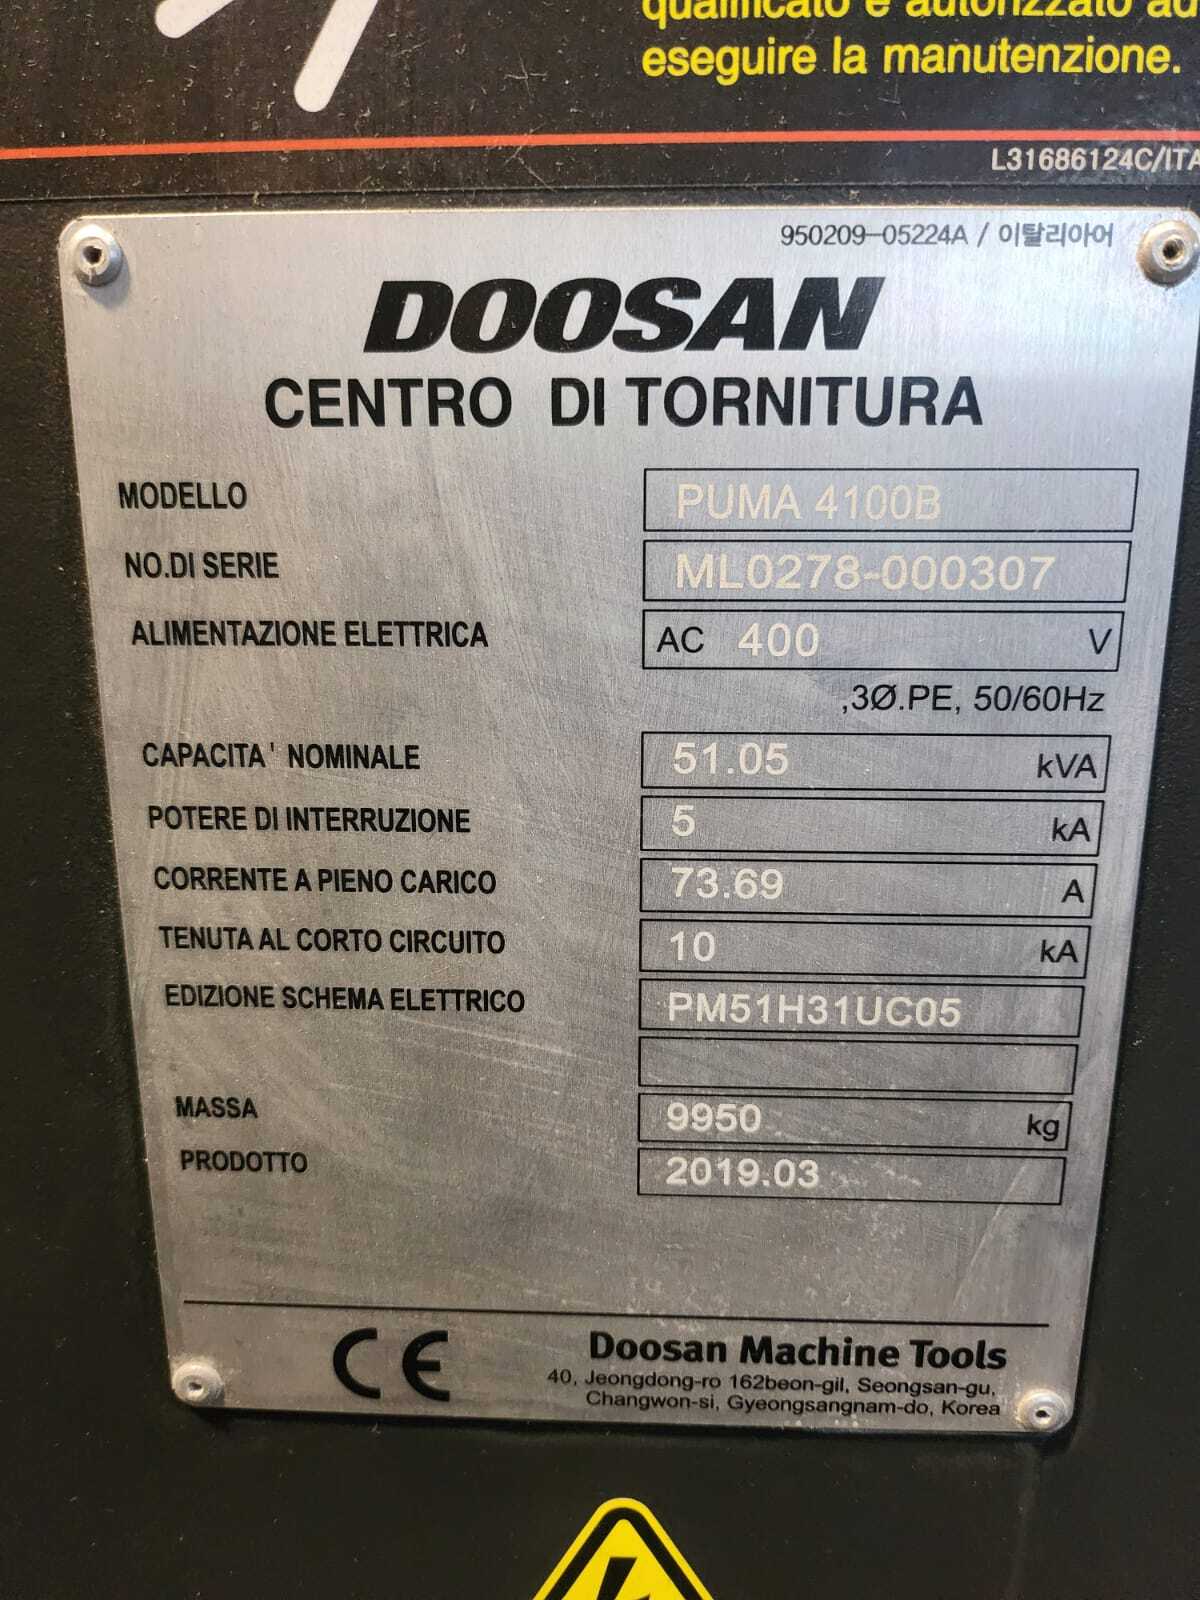 qualificato e autorizzato ad
eseguire la manutenzione.
L31686124C/ITA
950209-05224A / 이탈리아어
DOOSAN
CENTRO DI TORNITURA
MODELLO PUMA 4100B
NO.DI SERIE ML0278-000307
ALIMENTAZIONE ELETTRICA AC 400 V
,3Ø.PE, 50/60Hz
CAPACITA' NOMINALE 51.05 kVA
POTERE DI INTERRUZIONE 5 kA
CORRENTE A PIENO CARICO 73.69 A
TENUTA AL CORTO CIRCUITO 10 kA
EDIZIONE SCHEMA ELETTRICO PM51H31UC05
MASSA 9950 kg
PRODOTTO 2019.03
CE
Doosan Machine Tools
40, Jeongdong-ro 162beon-gil, Seongsan-gu,
Changwon-si, Gyeongsangnam-do, Korea